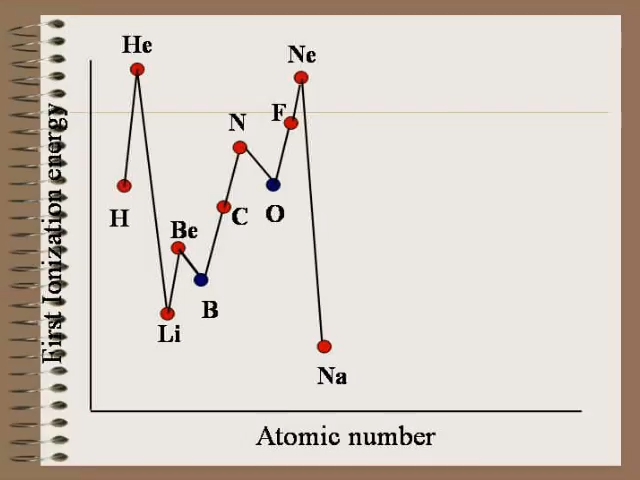 He
Ne
F
N
H
C
O
Be
B
Li
Na
First Ionization energy
Atomic number